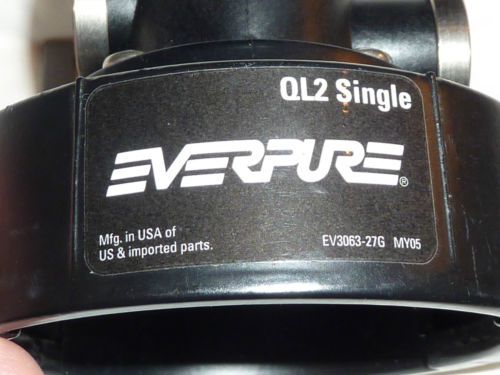 QL2 Single
EVERPURE®
Mfg. in USA of
US & imported parts.
EV3063-27G MY05